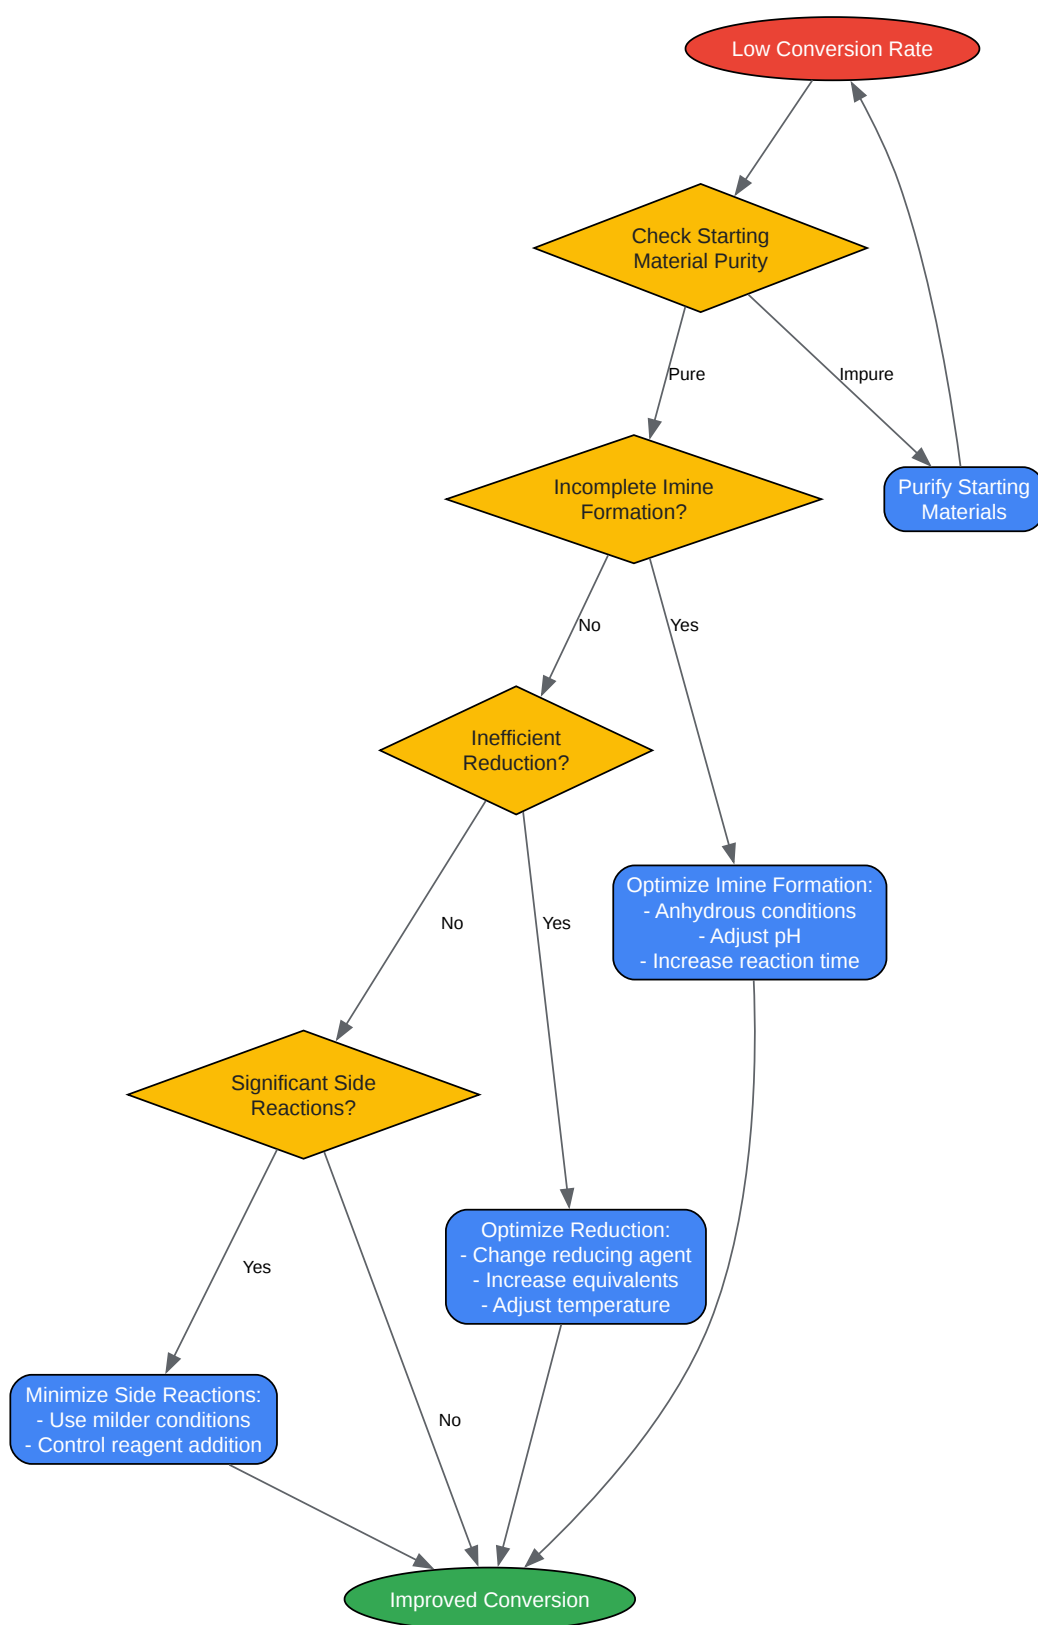 Low Conversion Rate
Check Starting
Material Purity
Pure
Impure
Incomplete Imine
Formation?
Purify Starting
Materials
No
Yes
Inefficient
Reduction?
Optimize Imine Formation:
- Anhydrous conditions
- Adjust pH
- Increase reaction time
No
Yes
Significant Side
Reactions?
Optimize Reduction:
- Change reducing agent
- Increase equivalents
- Adjust temperature
Yes
Minimize Side Reactions:
- Use milder conditions
- Control reagent addition
No
Improved Conversion